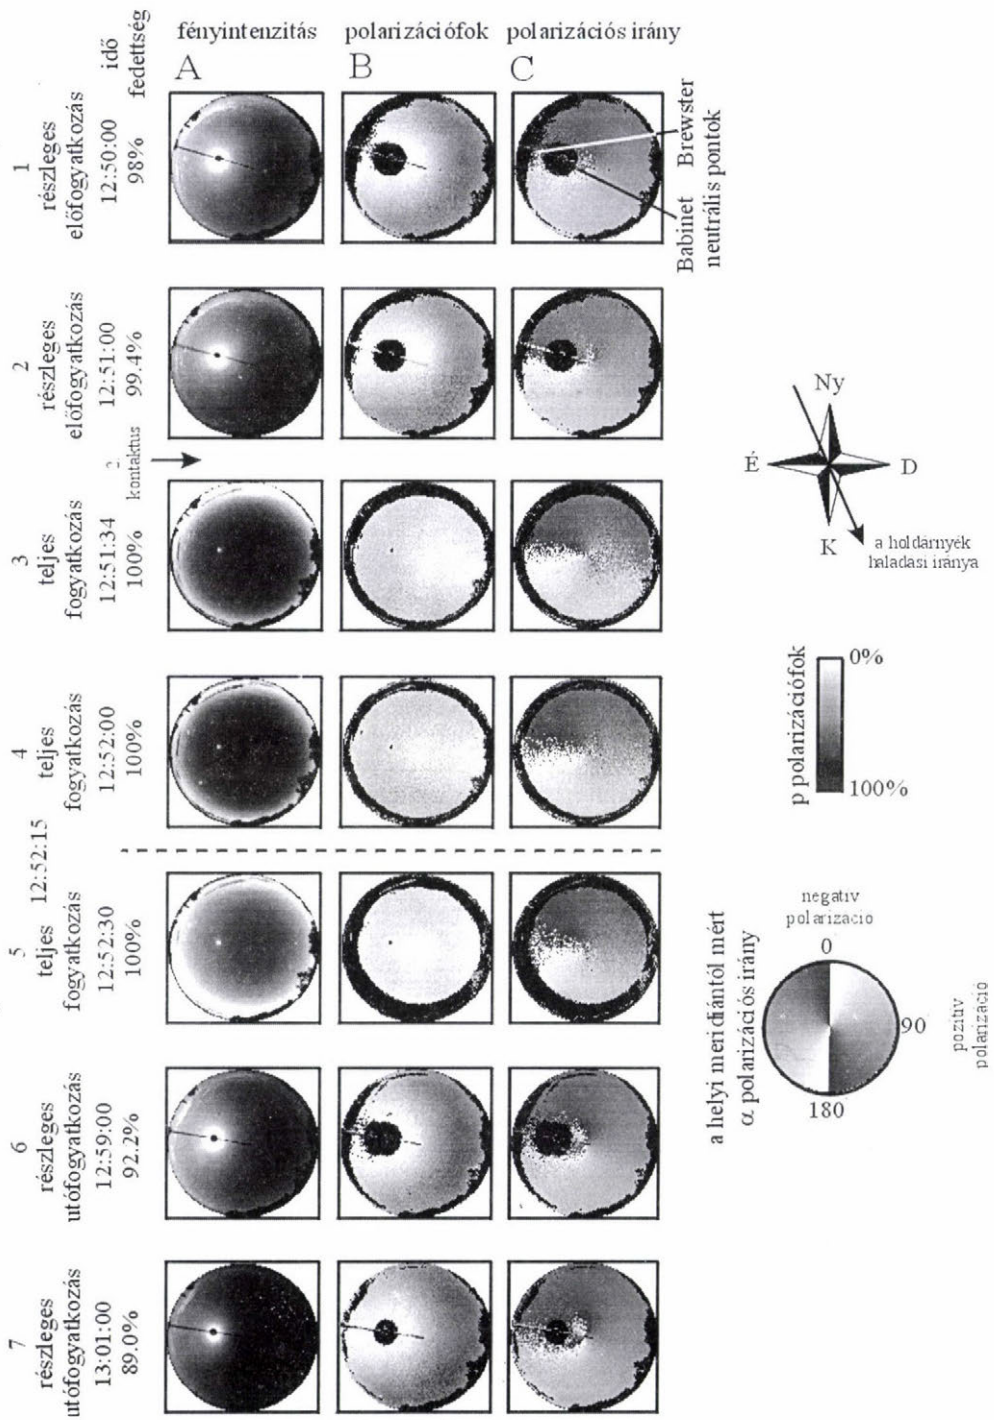 idő
fedettség
fényintenzitás
A
polarizációfok
B
polarizációs irány
C
1
részleges
előfogyatkozás
12:50:00
98%
Babinet Brewster
neutrális pontok
2
részleges
előfogyatkozás
12:51:00
99.4%
2.
kontaktus
Ny
É
D
K
a holdárnyék
haladasi iránya
3
teljes
fogyatkozás
12:51:34
100%
4
teljes
fogyatkozás
12:52:00
100%
p polarizációfok
0%
100%
12:52:15
5
teljes
fogyatkozás
12:52:30
100%
a helyi meridiántól mért
α polarizációs irány
negatív
polarizació
0
90
180
pozitív
polarizació
6
részleges
utófogyatkozás
12:59:00
92.2%
7
részleges
utófogyatkozás
13:01:00
89.0%